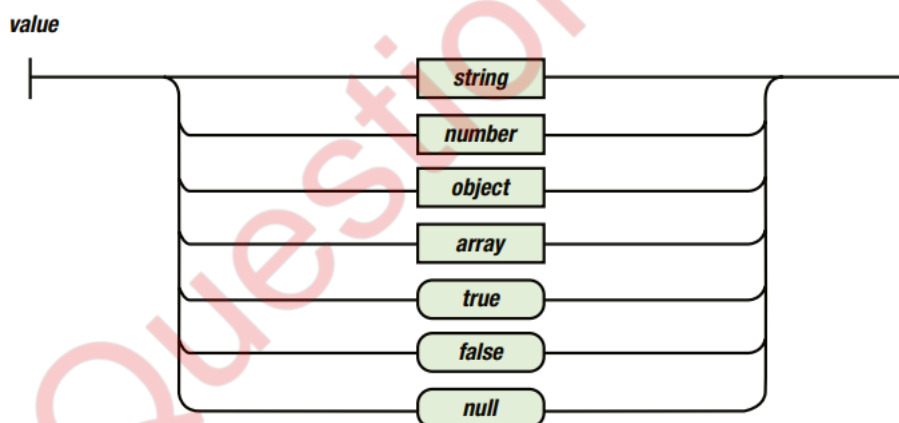 value
string
number
object
array
true
false
null
Question